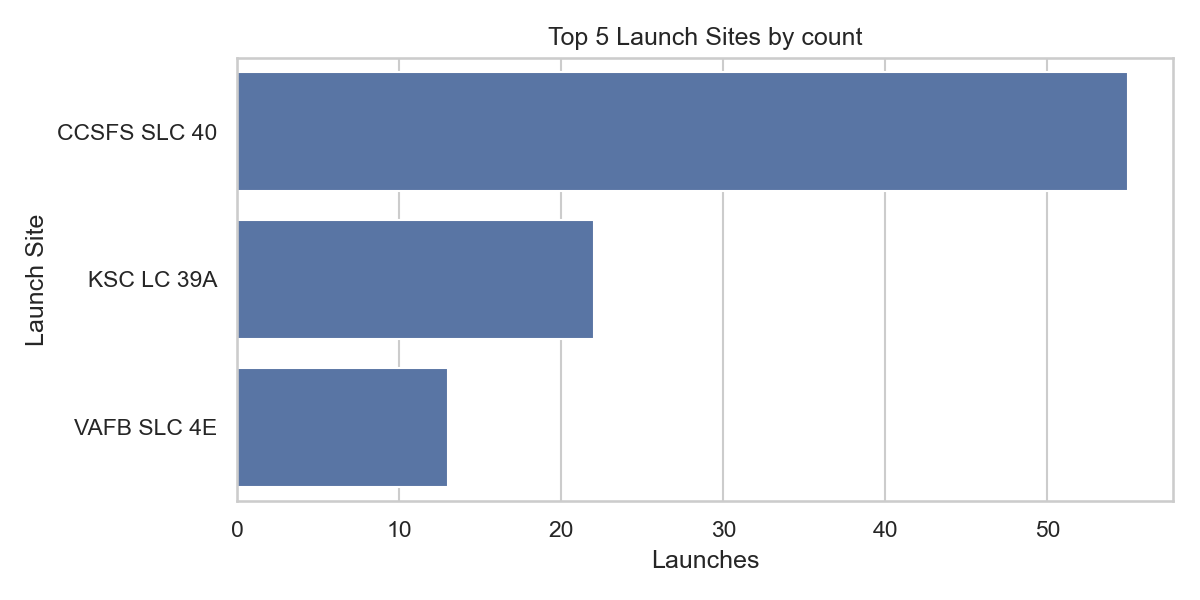 Top 5 Launch Sites by count
CCSFS SLC 40
KSC LC 39A
VAFB SLC 4E
Launch Site
0 10 20 30 40 50
Launches